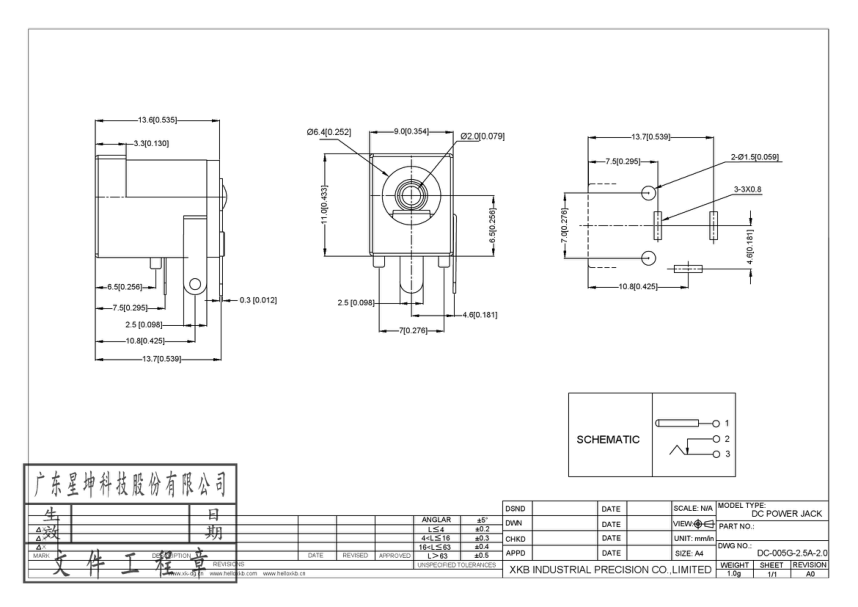 13.6[0.535]
3.3[0.130]
6.5[0.256]
7.5[0.295]
2.5 [0.098]
10.8[0.425]
13.7[0.539]
0.3 [0.012]
Ø6.4[0.252]
9.0[0.354]
Ø2.0[0.079]
11.0[0.433]
6.5[0.256]
2.5 [0.098]
4.6[0.181]
7[0.276]
13.7[0.539]
7.5[0.295]
2-Ø1.5[0.059]
3-3X0.8
7.0[0.276]
4.6[0.181]
10.8[0.425]
SCHEMATIC
1
2
3
广东星坤科技股份有限公司
生效
日期
文件工程章
MARK
DESCRIPTION
DATE
REVISED
APPROVED
REVISIONS
www.helloxkb.com
www.helloxkb.cn
ANGLAR ±5°
L≤4 ±0.2
4<L≤16 ±0.3
16<L≤63 ±0.4
L>63 ±0.5
UNSPECIFIED TOLERANCES
DSND DATE
DWN DATE
CHKD DATE
APPD DATE
SCALE: N/A
VIEW:
UNIT: mm/in
SIZE: A4
MODEL TYPE:
DC POWER JACK
PART NO.:
DWG NO.:
DC-005G-2.5A-2.0
XKB INDUSTRIAL PRECISION CO.,LIMITED
WEIGHT SHEET REVISION
1.0g 1/1 A0